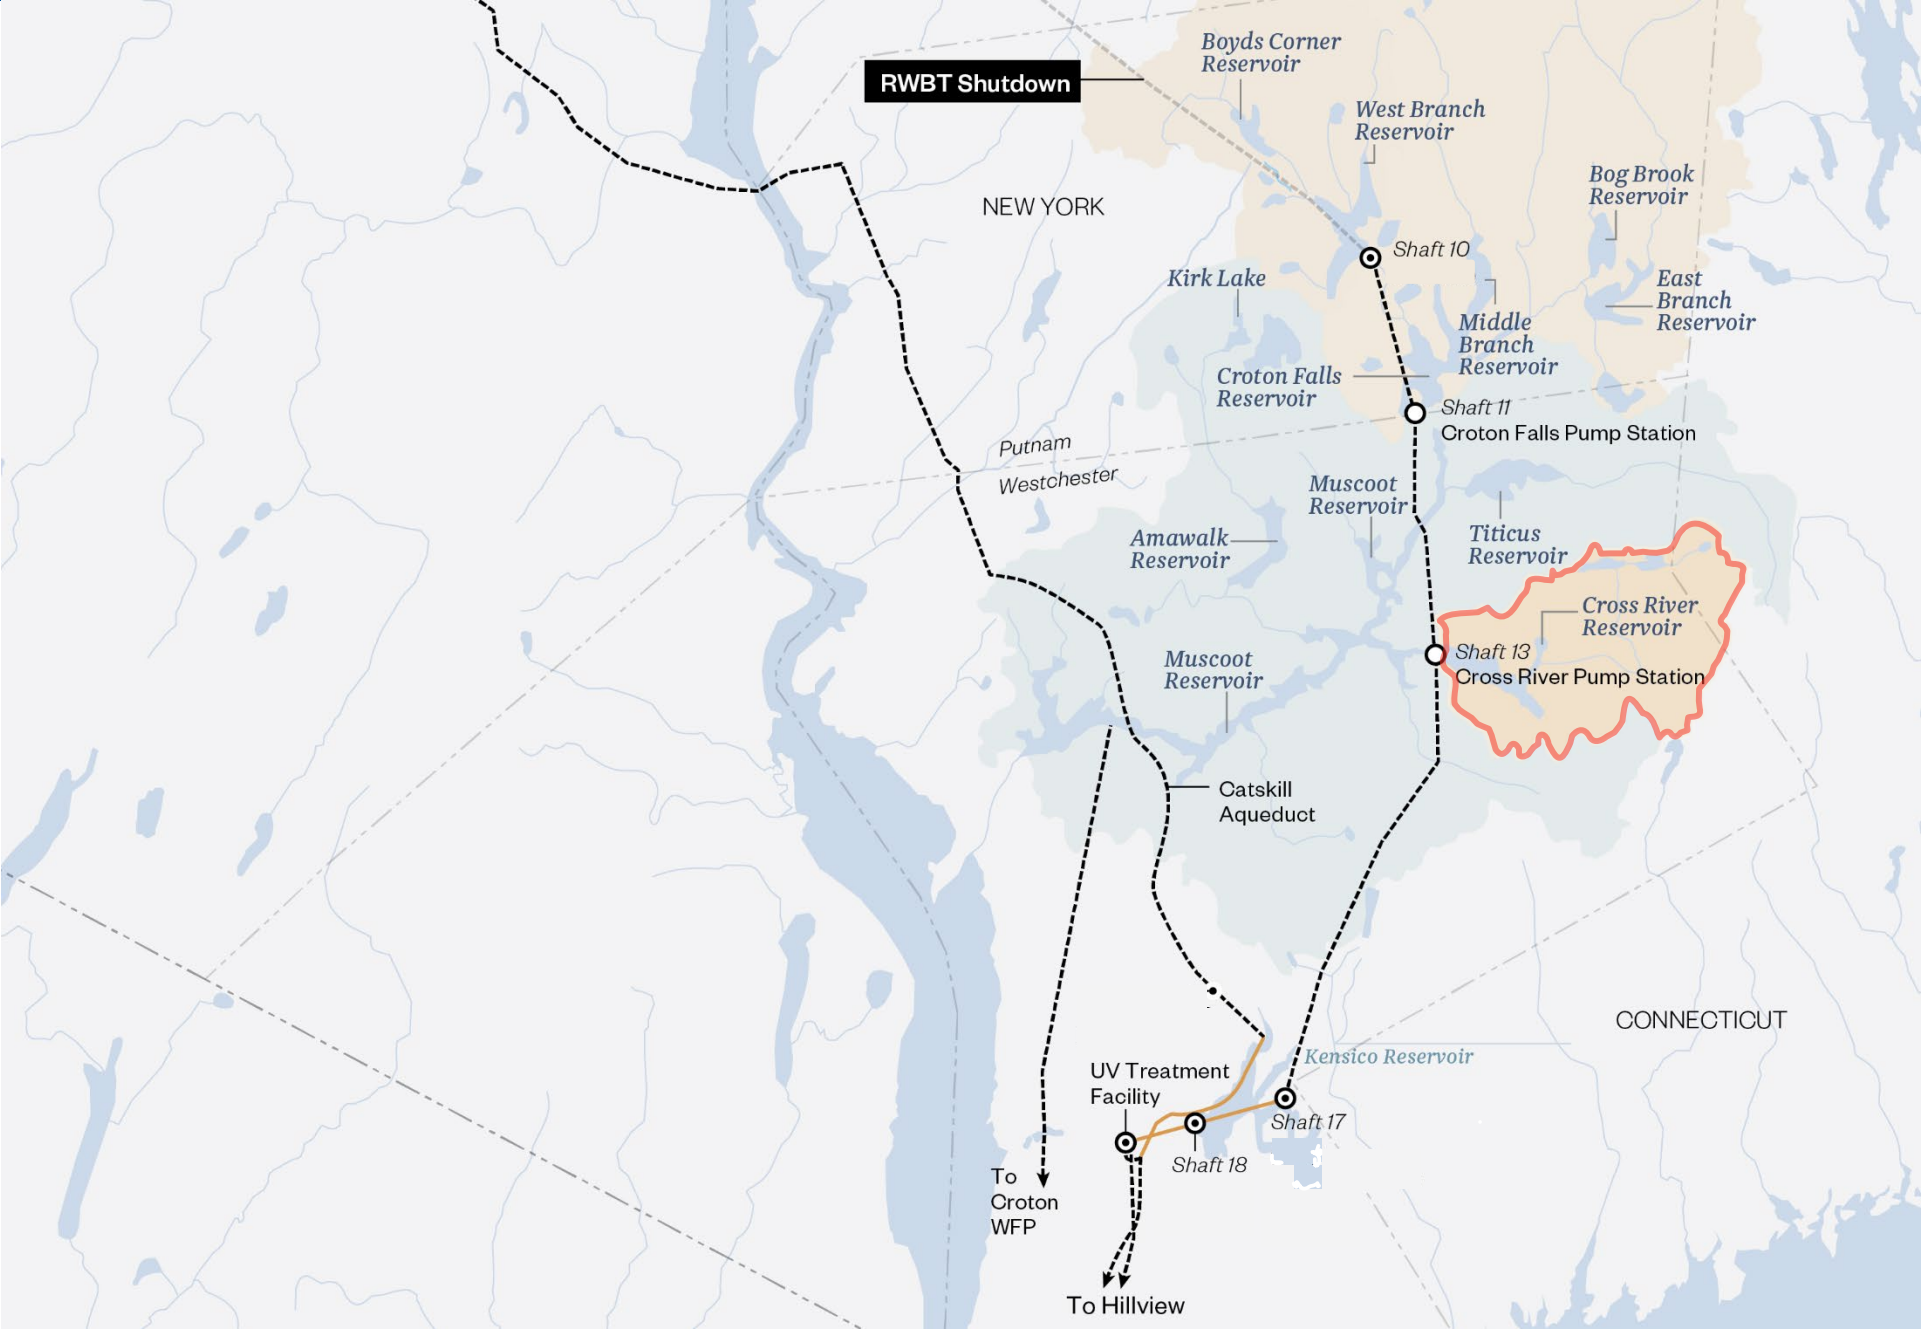 Boyds Corner
Reservoir
RWBT Shutdown
West Branch
Reservoir
Bog Brook
Reservoir
NEW YORK
Shaft 10
Kirk Lake
East
Branch
Reservoir
Middle
Branch
Reservoir
Croton Falls
Reservoir
Shaft 11
Croton Falls Pump Station
Putnam
Westchester
Muscoot
Reservoir
Titicus
Reservoir
Amawalk
Reservoir
Cross River
Reservoir
Shaft 13
Cross River Pump Station
Muscoot
Reservoir
Catskill
Aqueduct
CONNECTICUT
Kensico Reservoir
UV Treatment
Facility
Shaft 17
Shaft 18
To
Croton
WFP
To Hillview